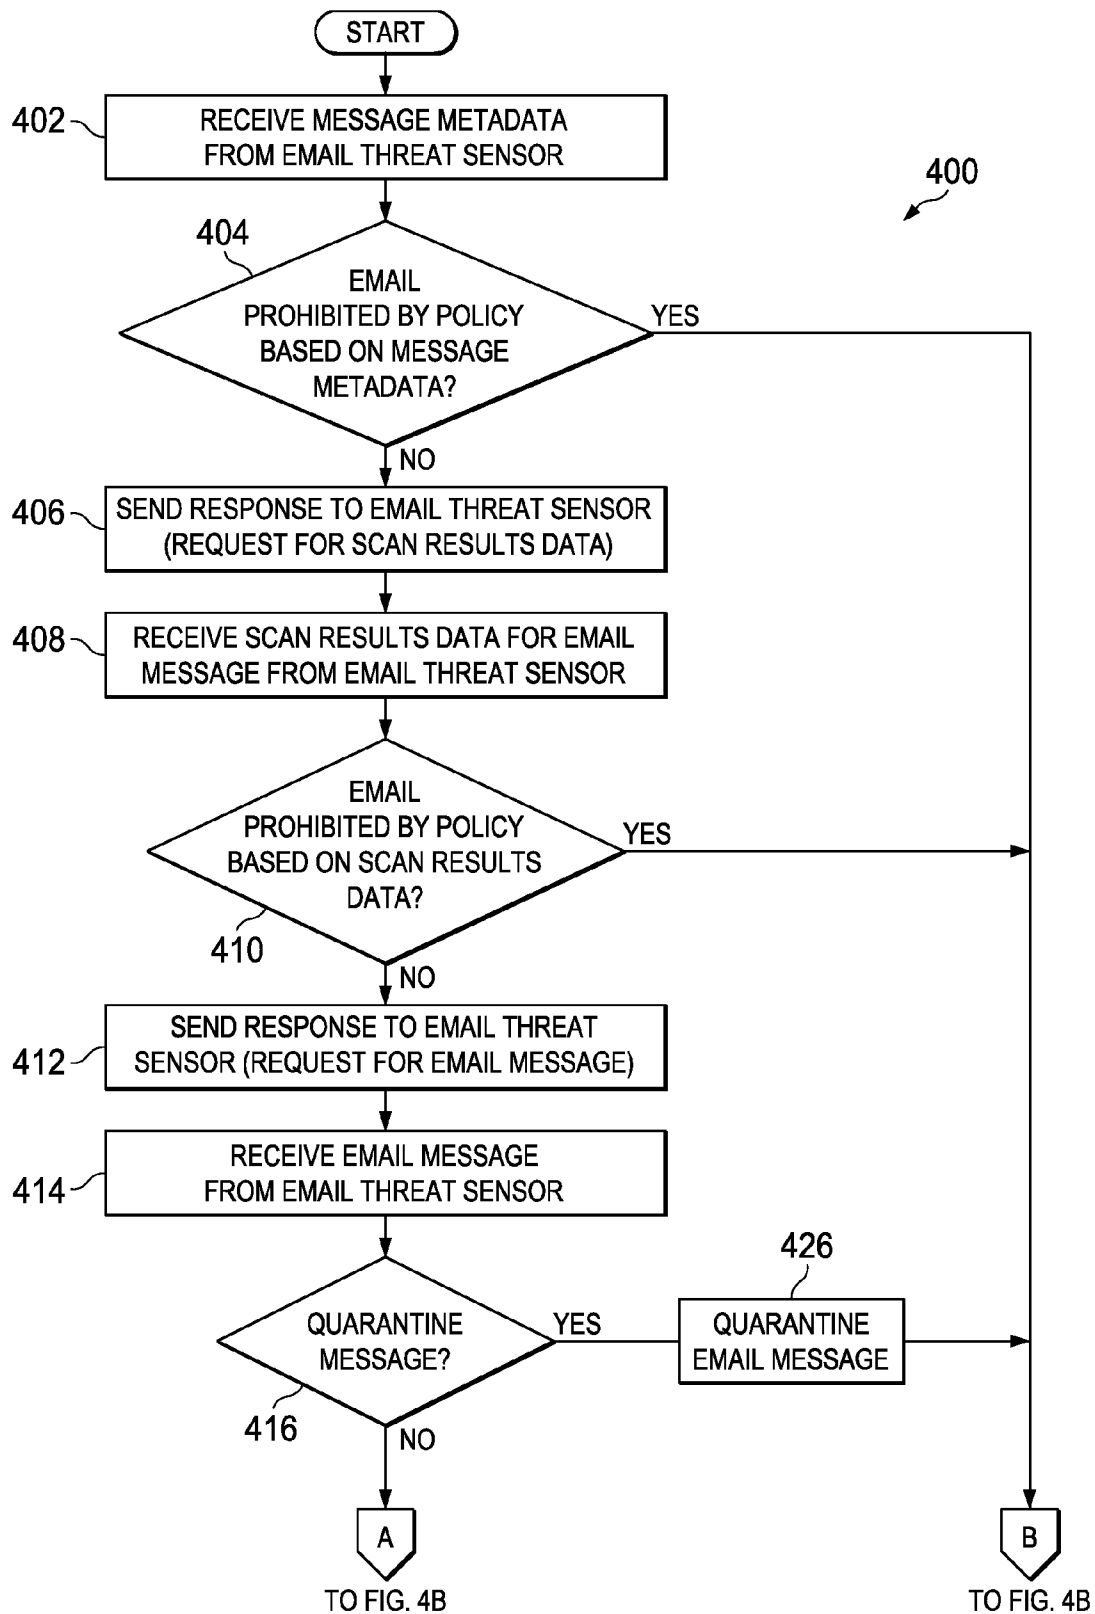 START
402
RECEIVE MESSAGE METADATA
FROM EMAIL THREAT SENSOR
400
404
EMAIL
PROHIBITED BY POLICY
BASED ON MESSAGE
METADATA?
YES
NO
406
SEND RESPONSE TO EMAIL THREAT SENSOR
(REQUEST FOR SCAN RESULTS DATA)
408
RECEIVE SCAN RESULTS DATA FOR EMAIL
MESSAGE FROM EMAIL THREAT SENSOR
EMAIL
PROHIBITED BY POLICY
BASED ON SCAN RESULTS
DATA?
YES
410
NO
412
SEND RESPONSE TO EMAIL THREAT
SENSOR (REQUEST FOR EMAIL MESSAGE)
414
RECEIVE EMAIL MESSAGE
FROM EMAIL THREAT SENSOR
QUARANTINE
MESSAGE?
YES
426
QUARANTINE
EMAIL MESSAGE
416
NO
A
TO FIG. 4B
B
TO FIG. 4B